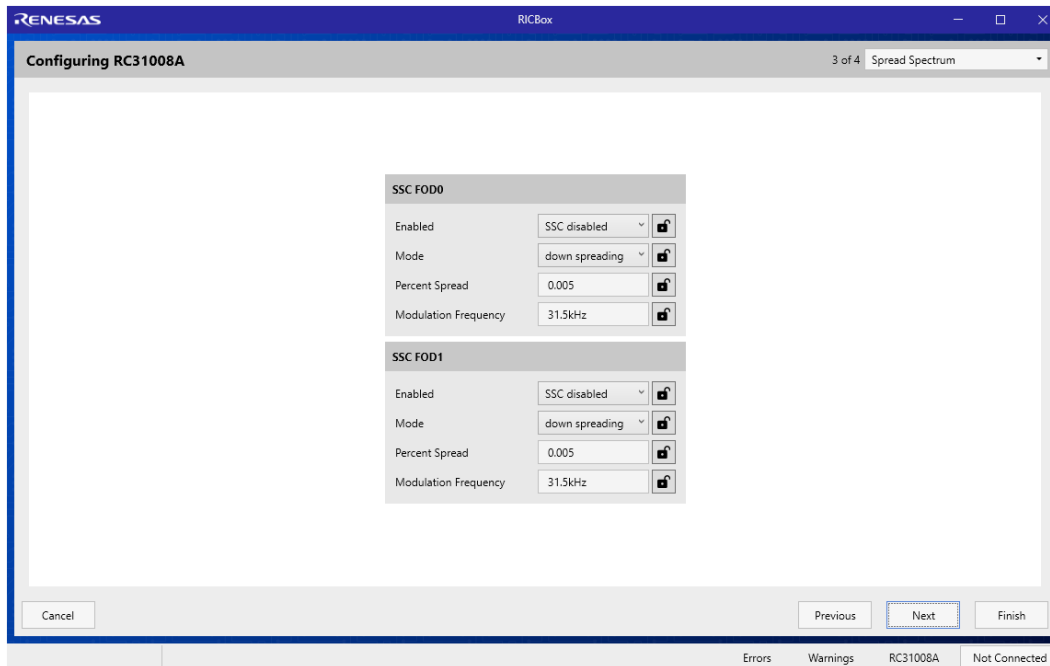 RENESAS RICBox
Configuring RC31008A 3 of 4 Spread Spectrum
SSC FOD0
Enabled SSC disabled
Mode down spreading
Percent Spread 0.005
Modulation Frequency 31.5kHz
SSC FOD1
Enabled SSC disabled
Mode down spreading
Percent Spread 0.005
Modulation Frequency 31.5kHz
Cancel Previous Next Finish
Errors Warnings RC31008A Not Connected